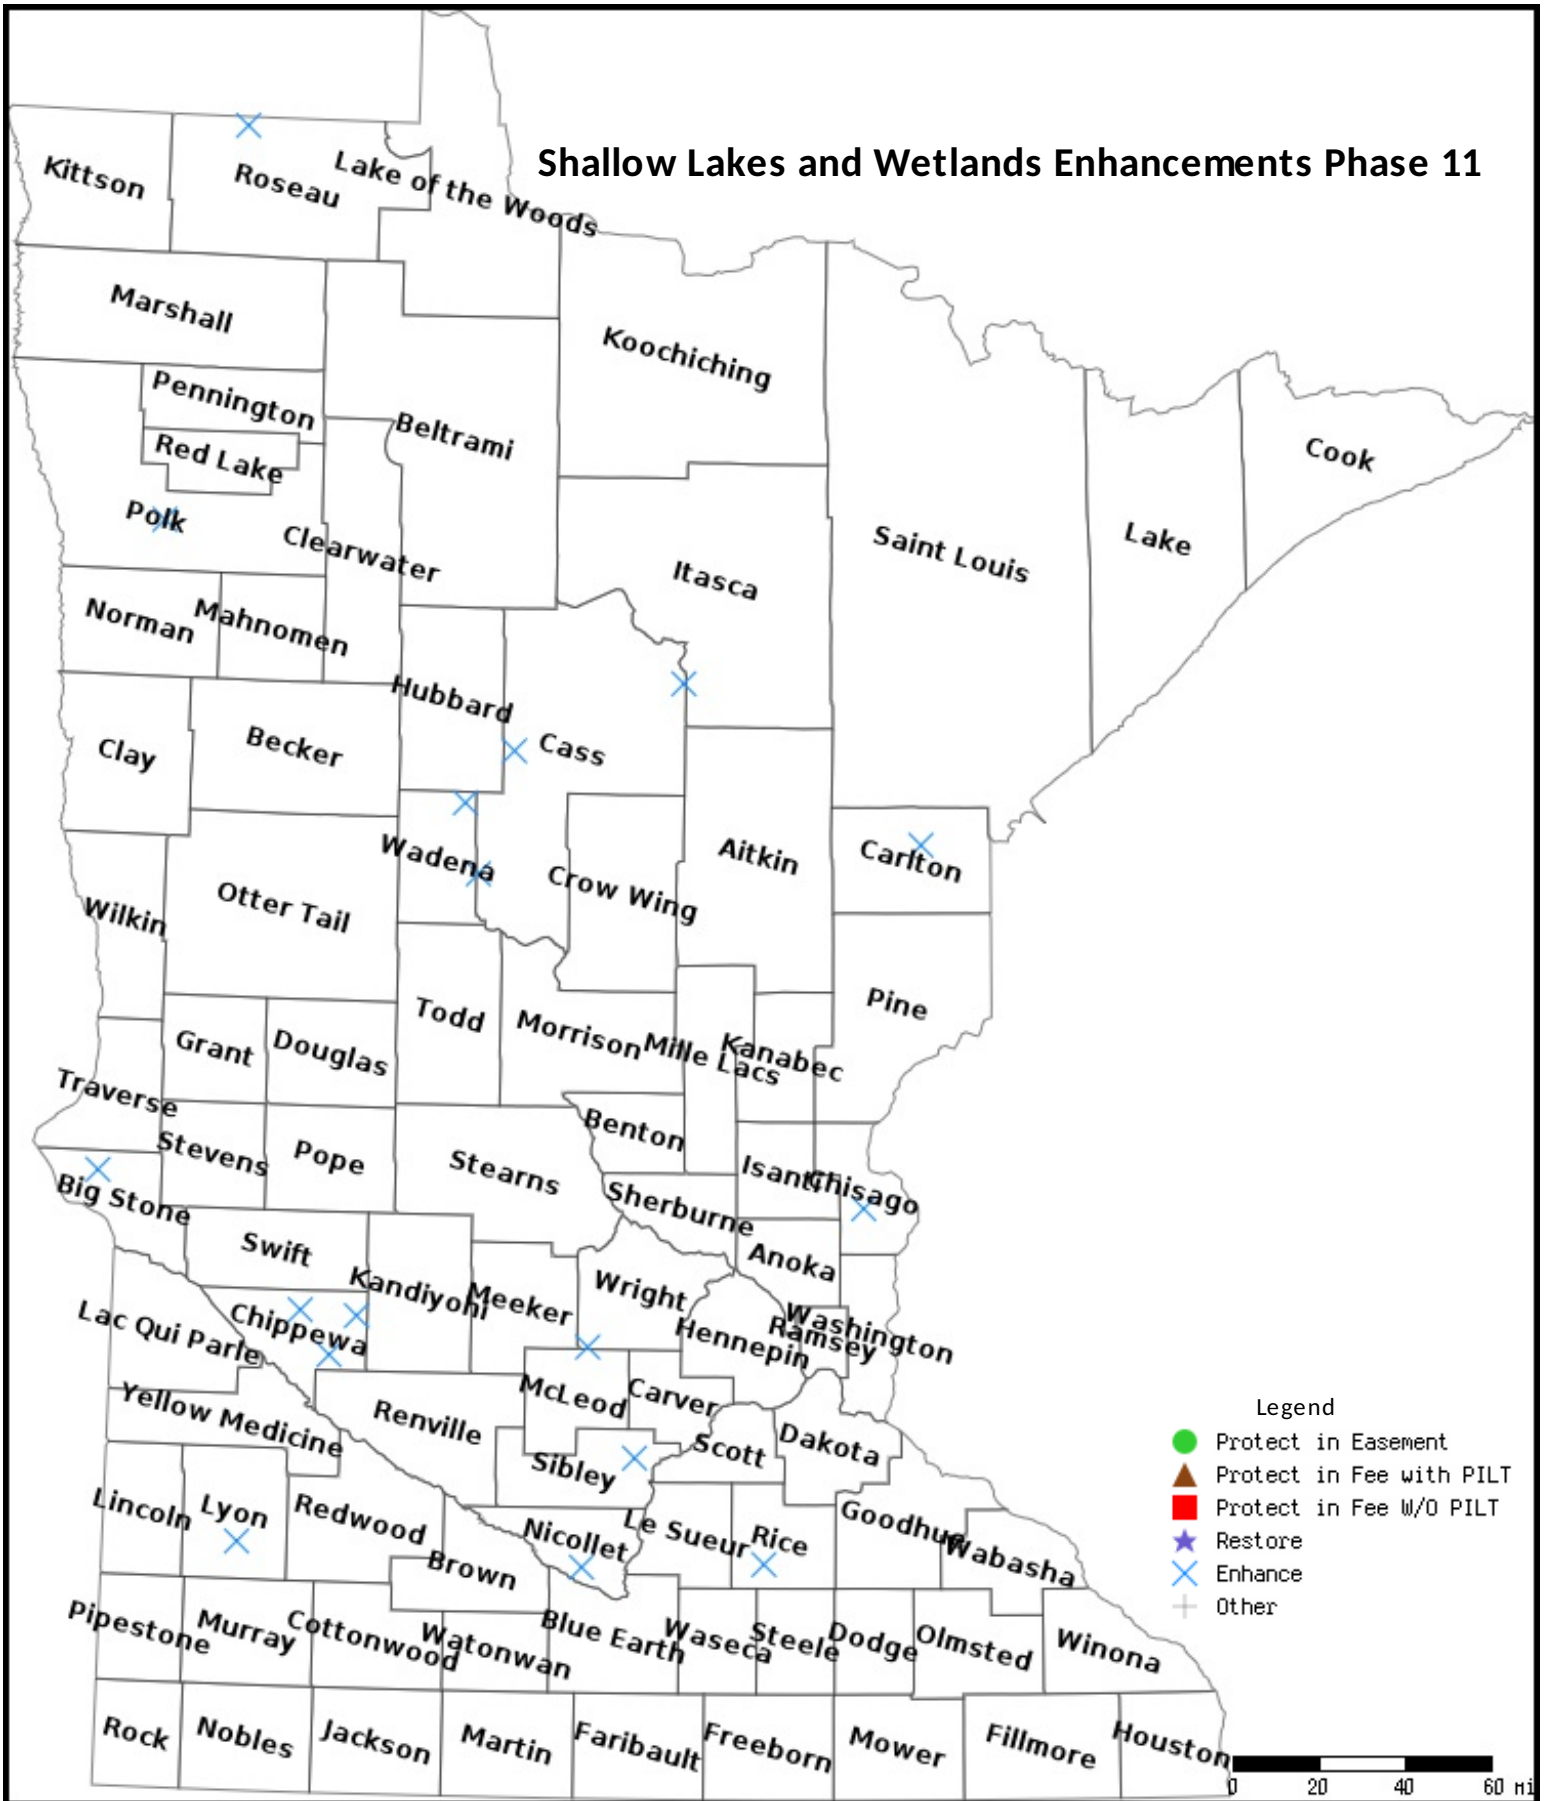 Shallow Lakes and Wetlands Enhancements Phase 11
Kittson
Roseau
Lake of the Woods
Marshall
Koochiching
Pennington
Beltrami
Red Lake
Cook
Polk
Clearwater
Saint Louis
Lake
Itasca
Norman
Mahnomen
Hubbard
Clay
Becker
Cass
Wadena
Aitkin
Carlton
Crow Wing
Otter Tail
Wilkin
Pine
Todd
Morrison
Mille Lacs
Kanabec
Grant
Douglas
Traverse
Benton
Stevens
Pope
Stearns
Isanti
Chisago
Big Stone
Sherburne
Swift
Anoka
Kandiyohi
Meeker
Wright
Lac Qui Parle
Chippewa
Hennepin
Ramsey
Washington
McLeod
Carver
Yellow Medicine
Renville
Scott
Dakota
Sibley
Lincoln
Lyon
Redwood
Nicollet
Le Sueur
Rice
Goodhue
Wabasha
Brown
Pipestone
Murray
Cottonwood
Watonwan
Blue Earth
Waseca
Steele
Dodge
Olmsted
Winona
Rock
Nobles
Jackson
Martin
Faribault
Freeborn
Mower
Fillmore
Houston
Legend
Protect in Easement
Protect in Fee with PILT
Protect in Fee W/O PILT
Restore
Enhance
Other
0 20 40 60 mi